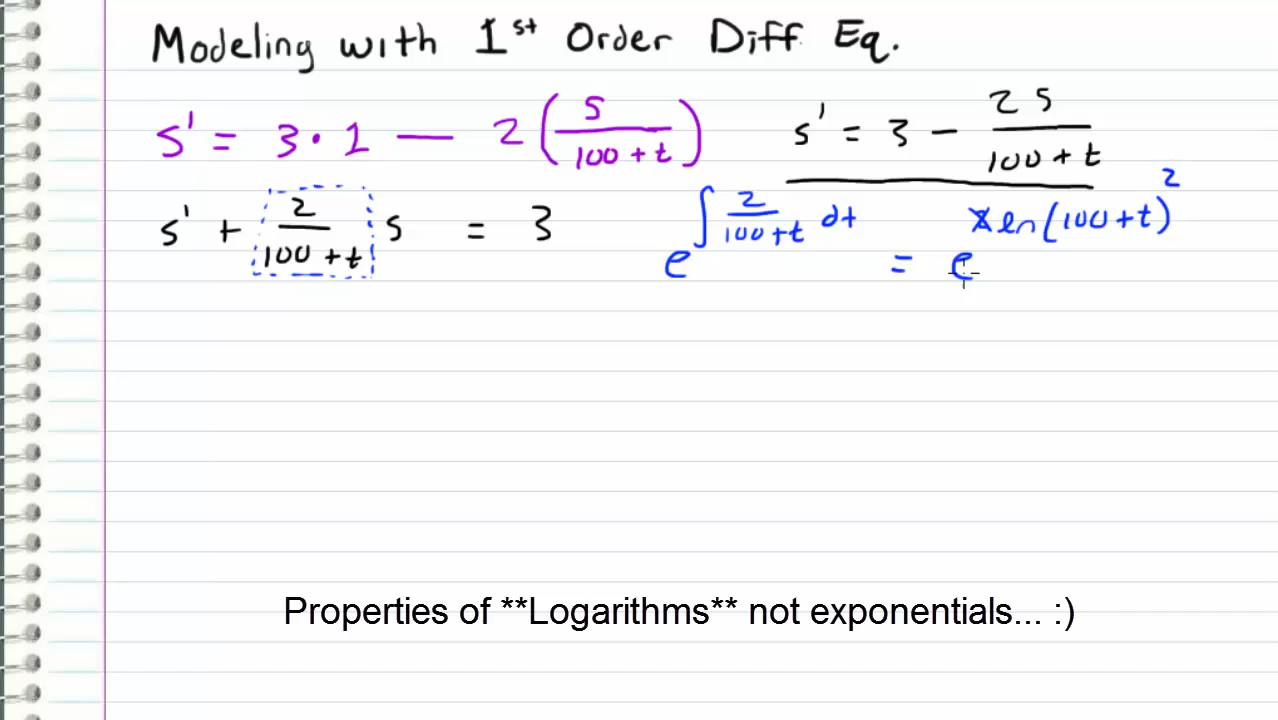 Modeling with 1st Order Diff Eq.
s' = 3 · 1 — 2 (s / (100 + t)) s' = 3 - 2s / (100 + t)
s' + 2 / (100 + t) s = 3 e^∫ 2 / (100 + t) dt = e^ln(100 + t)^2
Properties of **Logarithms** not exponentials... :)